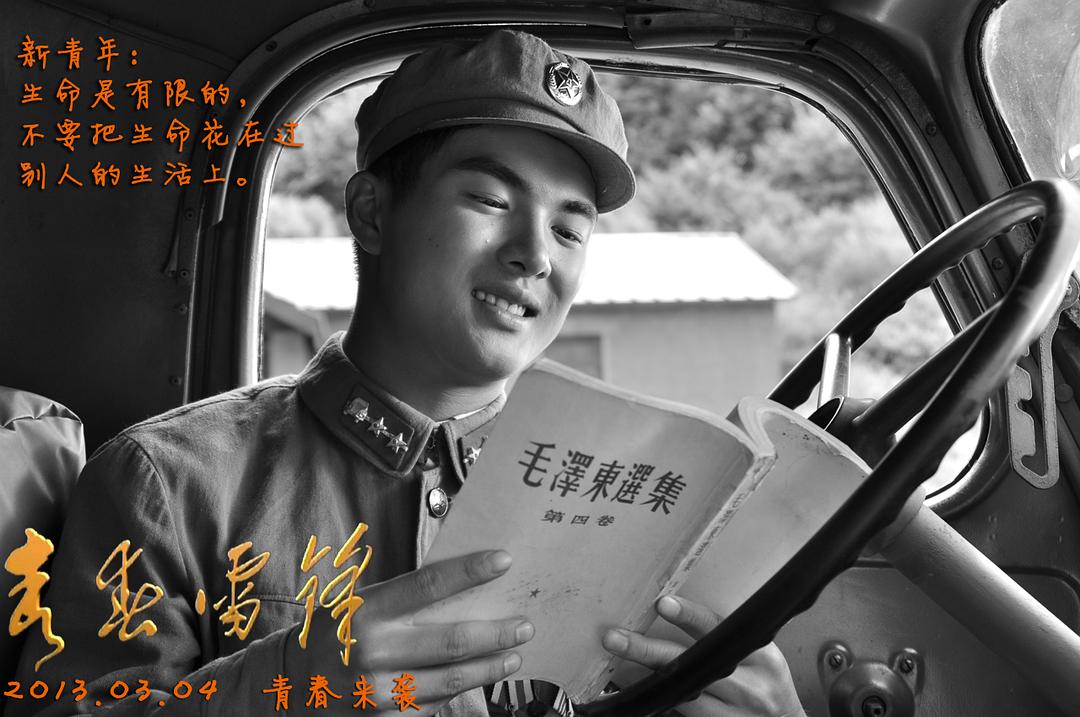 新青年:
生命是有限的,
不要把生命花在过
别人的生活上。
毛澤東選集
第四卷
青春雷锋
2013.03.04 青春来袭